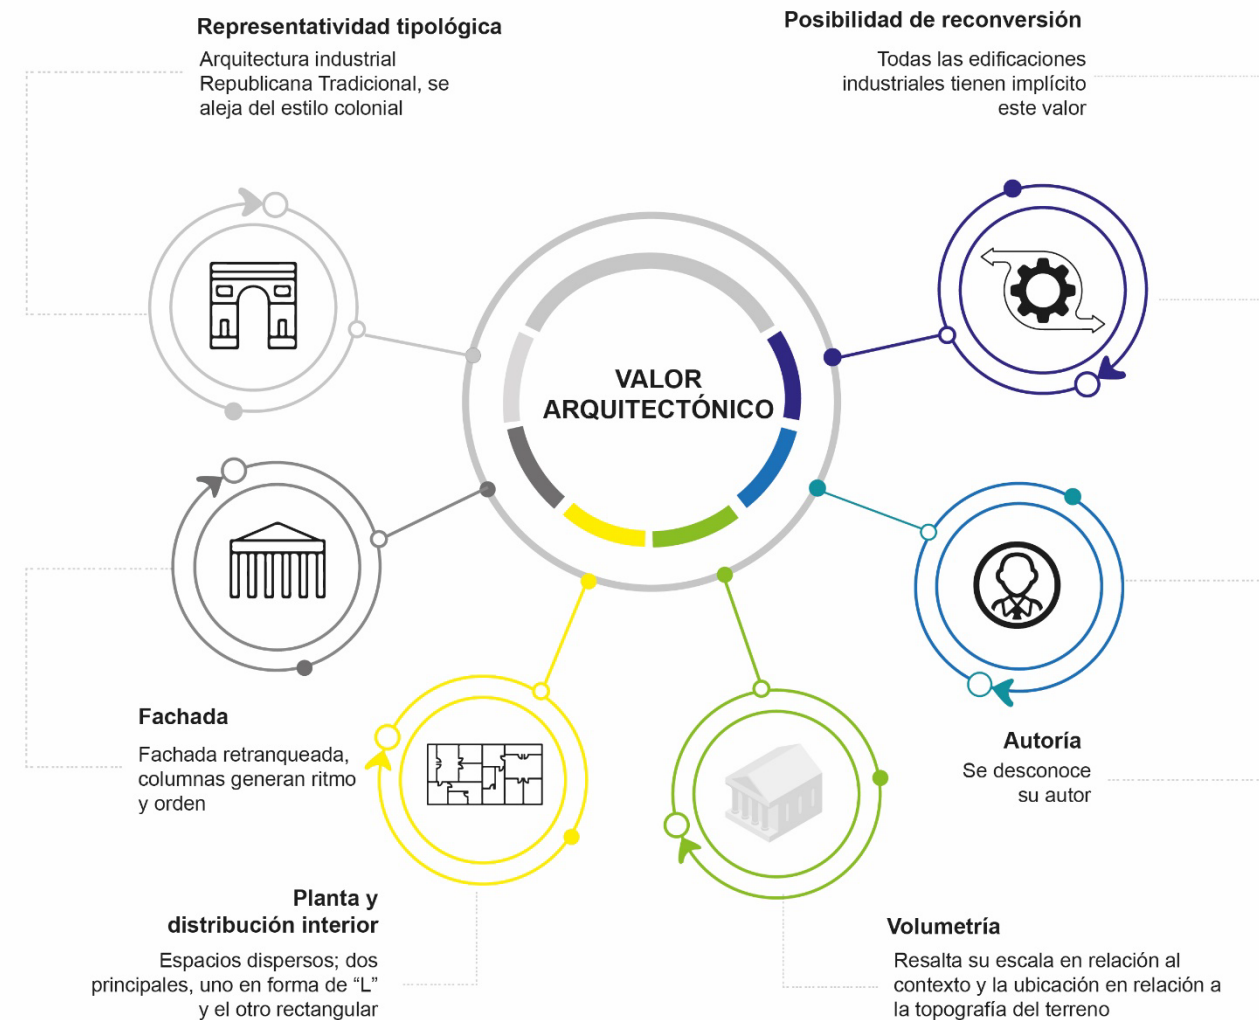 Representatividad tipológica
Arquitectura industrial
Republicana Tradicional, se
aleja del estilo colonial
Posibilidad de reconversión
Todas las edificaciones
industriales tienen implícito
este valor
VALOR
ARQUITECTÓNICO
Fachada
Fachada retranqueada,
columnas generan ritmo
y orden
Autoría
Se desconoce
su autor
Planta y
distribución interior
Espacios dispersos; dos
principales, uno en forma de “L”
y el otro rectangular
Volumetría
Resalta su escala en relación al
contexto y la ubicación en relación a
la topografía del terreno